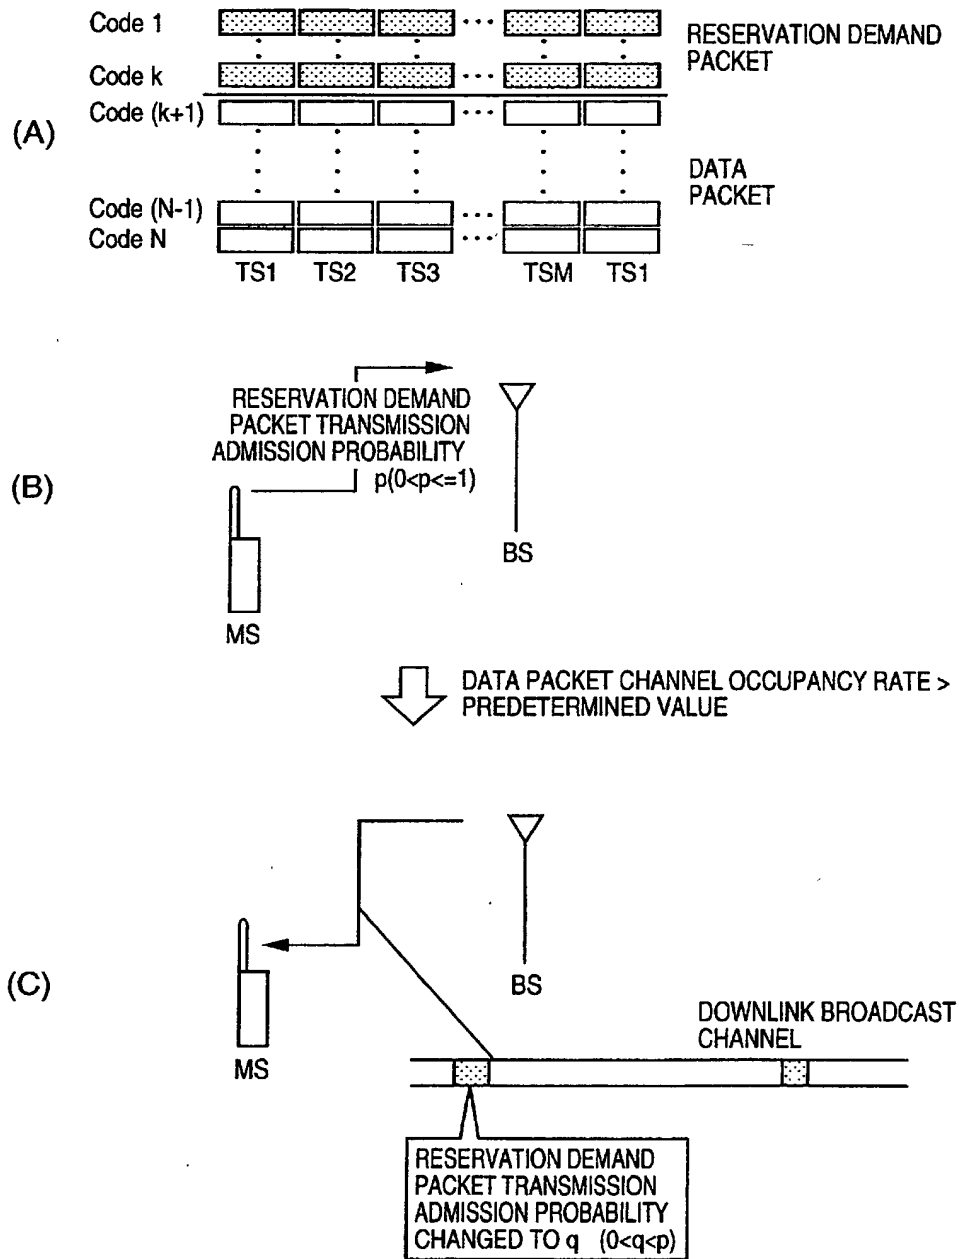 (A)
Code 1
Code k
Code (k+1)
Code (N-1)
Code N
TS1 TS2 TS3 ... TSM TS1
RESERVATION DEMAND
PACKET
DATA
PACKET
(B)
RESERVATION DEMAND
PACKET TRANSMISSION
ADMISSION PROBABILITY
p(0<p<=1)
MS
BS
DATA PACKET CHANNEL OCCUPANCY RATE >
PREDETERMINED VALUE
(C)
MS
BS
DOWNLINK BROADCAST
CHANNEL
RESERVATION DEMAND
PACKET TRANSMISSION
ADMISSION PROBABILITY
CHANGED TO q (0<q<p)